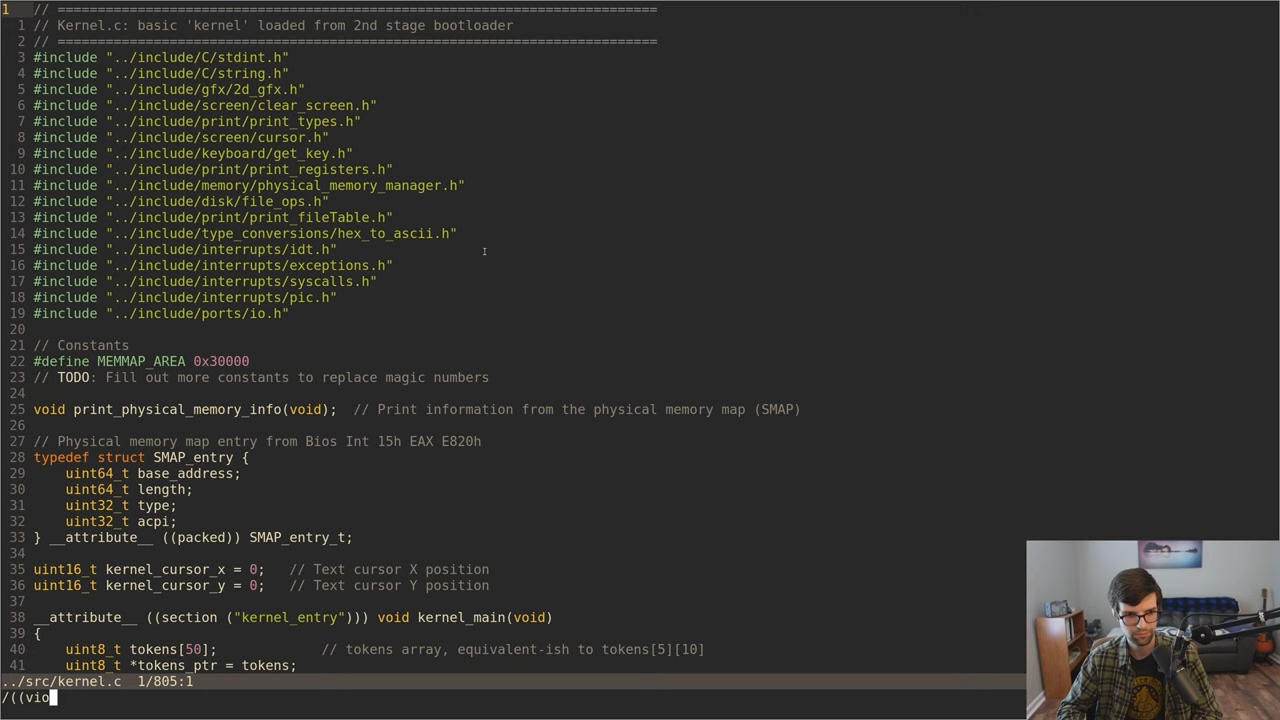 1 // ===========================================================================
1 // Kernel.c: basic 'kernel' loaded from 2nd stage bootloader
2 // ===========================================================================
3 #include "../include/C/stdint.h"
4 #include "../include/C/string.h"
5 #include "../include/gfx/2d_gfx.h"
6 #include "../include/screen/clear_screen.h"
7 #include "../include/print/print_types.h"
8 #include "../include/screen/cursor.h"
9 #include "../include/keyboard/get_key.h"
10 #include "../include/print/print_registers.h"
11 #include "../include/memory/physical_memory_manager.h"
12 #include "../include/disk/file_ops.h"
13 #include "../include/print/print_fileTable.h"
14 #include "../include/type_conversions/hex_to_ascii.h"
15 #include "../include/interrupts/idt.h"
16 #include "../include/interrupts/exceptions.h"
17 #include "../include/interrupts/syscalls.h"
18 #include "../include/interrupts/pic.h"
19 #include "../include/ports/io.h"
20
21 // Constants
22 #define MEMMAP_AREA 0x30000
23 // TODO: Fill out more constants to replace magic numbers
24
25 void print_physical_memory_info(void);  // Print information from the physical memory map (SMAP)
26
27 // Physical memory map entry from Bios Int 15h EAX E820h
28 typedef struct SMAP_entry {
29     uint64_t base_address;
30     uint64_t length;
31     uint32_t type;
32     uint32_t acpi;
33 } __attribute__ ((packed)) SMAP_entry_t;
34
35 uint16_t kernel_cursor_x = 0;   // Text cursor X position
36 uint16_t kernel_cursor_y = 0;   // Text cursor Y position
37
38 __attribute__ ((section ("kernel_entry"))) void kernel_main(void)
39 {
40     uint8_t tokens[50];             // tokens array, equivalent-ish to tokens[5][10]
41     uint8_t *tokens_ptr = tokens;
../src/kernel.c  1/805:1
/((vio